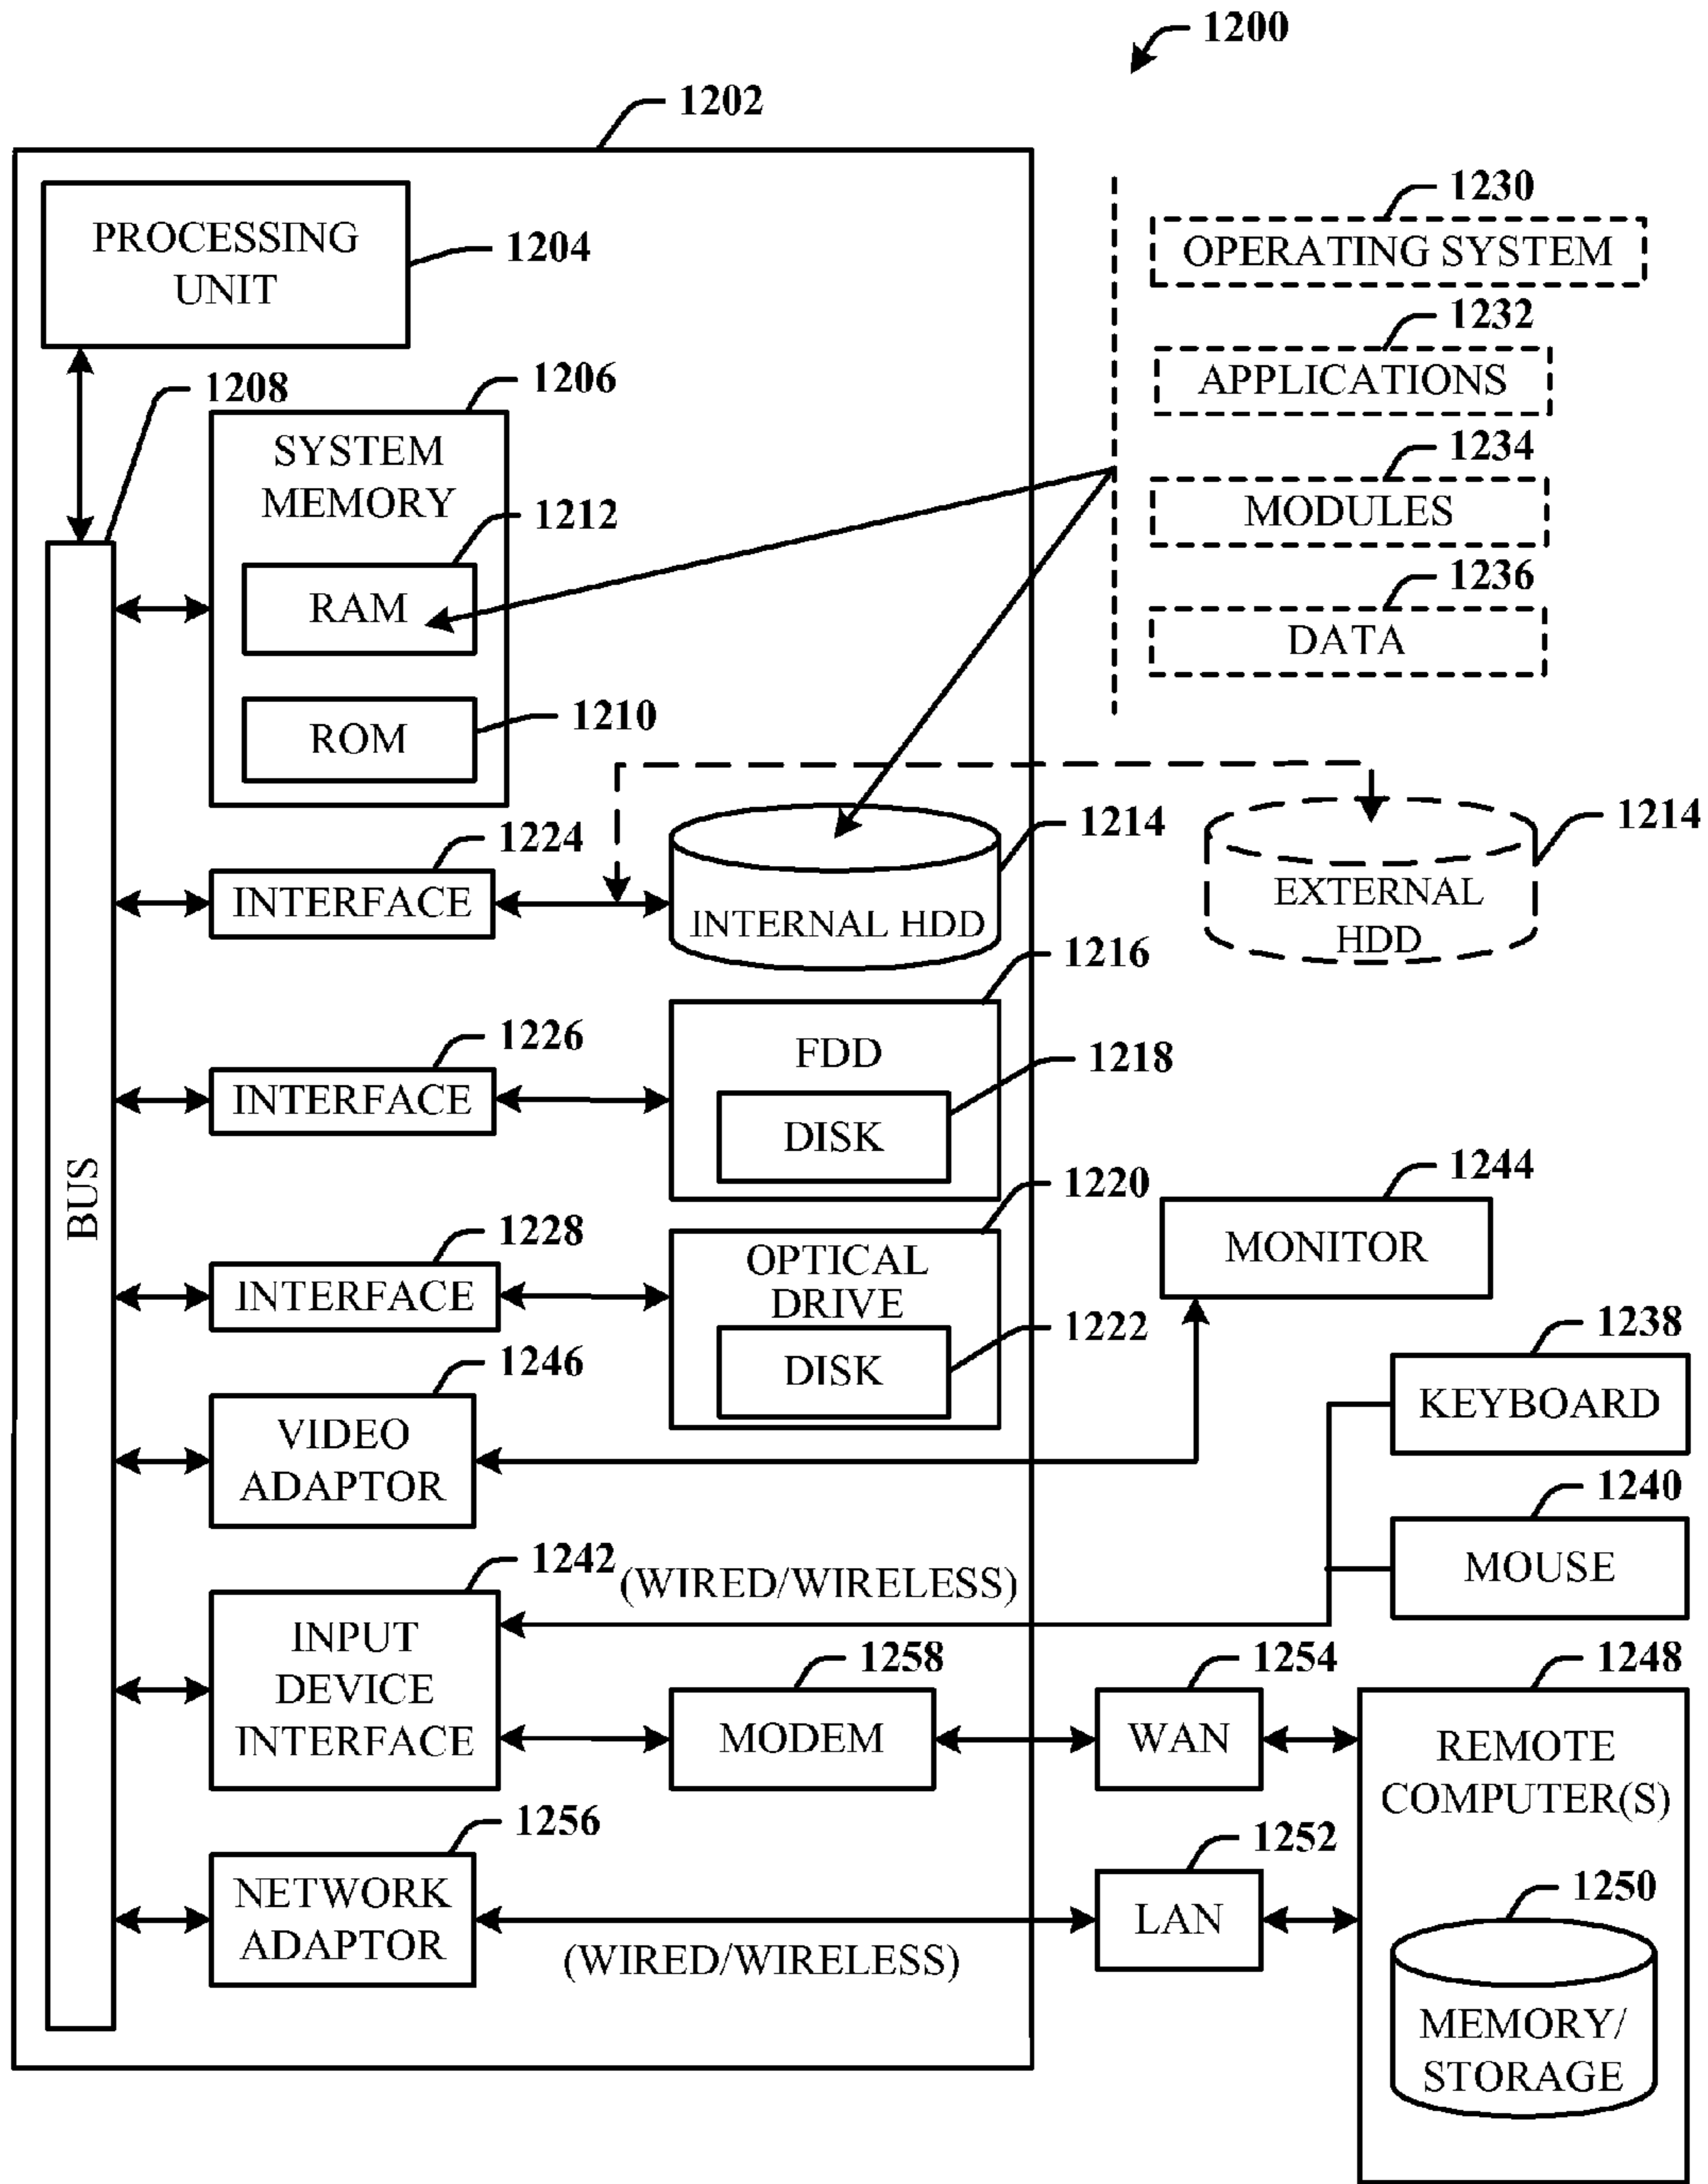 1200
1202
PROCESSING
UNIT
1204
1230
OPERATING SYSTEM
1232
APPLICATIONS
1234
MODULES
1236
DATA
1208
1206
SYSTEM
MEMORY
1212
RAM
1210
ROM
BUS
1224
INTERFACE
1214
INTERNAL HDD
1214
EXTERNAL
HDD
1226
INTERFACE
1216
FDD
1218
DISK
1228
INTERFACE
1220
OPTICAL
DRIVE
1222
DISK
1244
MONITOR
1246
VIDEO
ADAPTOR
1238
KEYBOARD
1240
MOUSE
1242
(WIRED/WIRELESS)
INPUT
DEVICE
INTERFACE
1258
MODEM
1254
WAN
1248
REMOTE
COMPUTER(S)
1256
NETWORK
ADAPTOR
(WIRED/WIRELESS)
1252
LAN
1250
MEMORY/
STORAGE